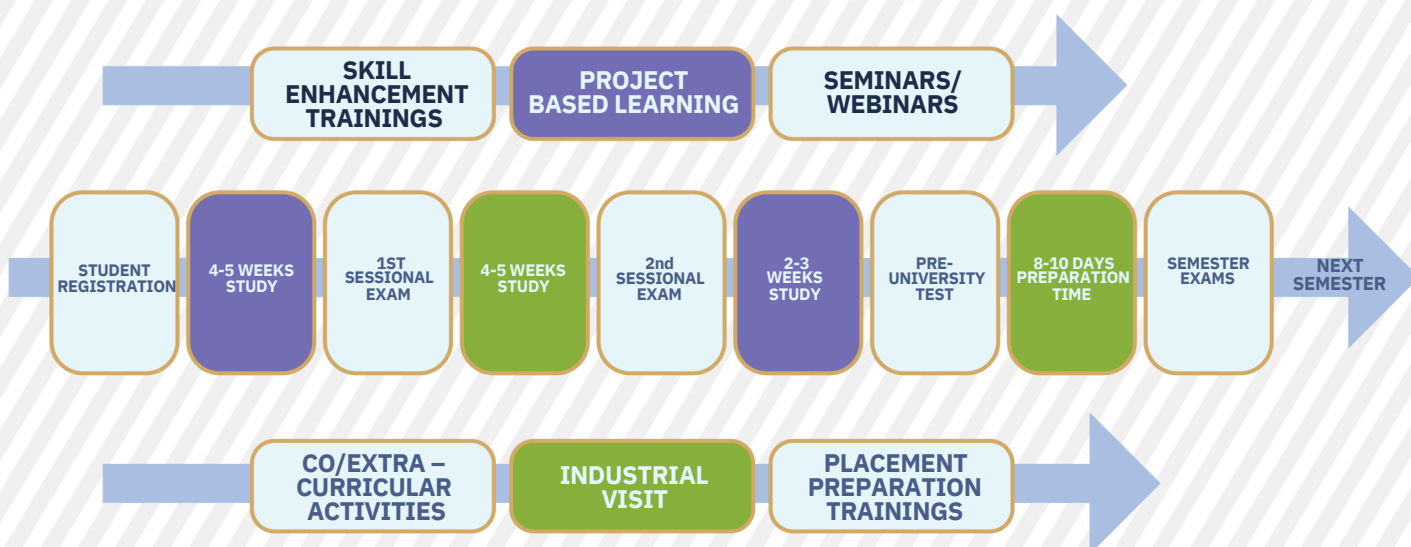 SKILL
ENHANCEMENT
TRAININGS
PROJECT
BASED LEARNING
SEMINARS/
WEBINARS
STUDENT
REGISTRATION
4-5 WEEKS
STUDY
1ST
SESSIONAL
EXAM
4-5 WEEKS
STUDY
2nd
SESSIONAL
EXAM
2-3
WEEKS
STUDY
PRE-
UNIVERSITY
TEST
8-10 DAYS
PREPARATION
TIME
SEMESTER
EXAMS
NEXT
SEMESTER
CO/EXTRA –
CURRICULAR
ACTIVITIES
INDUSTRIAL
VISIT
PLACEMENT
PREPARATION
TRAININGS